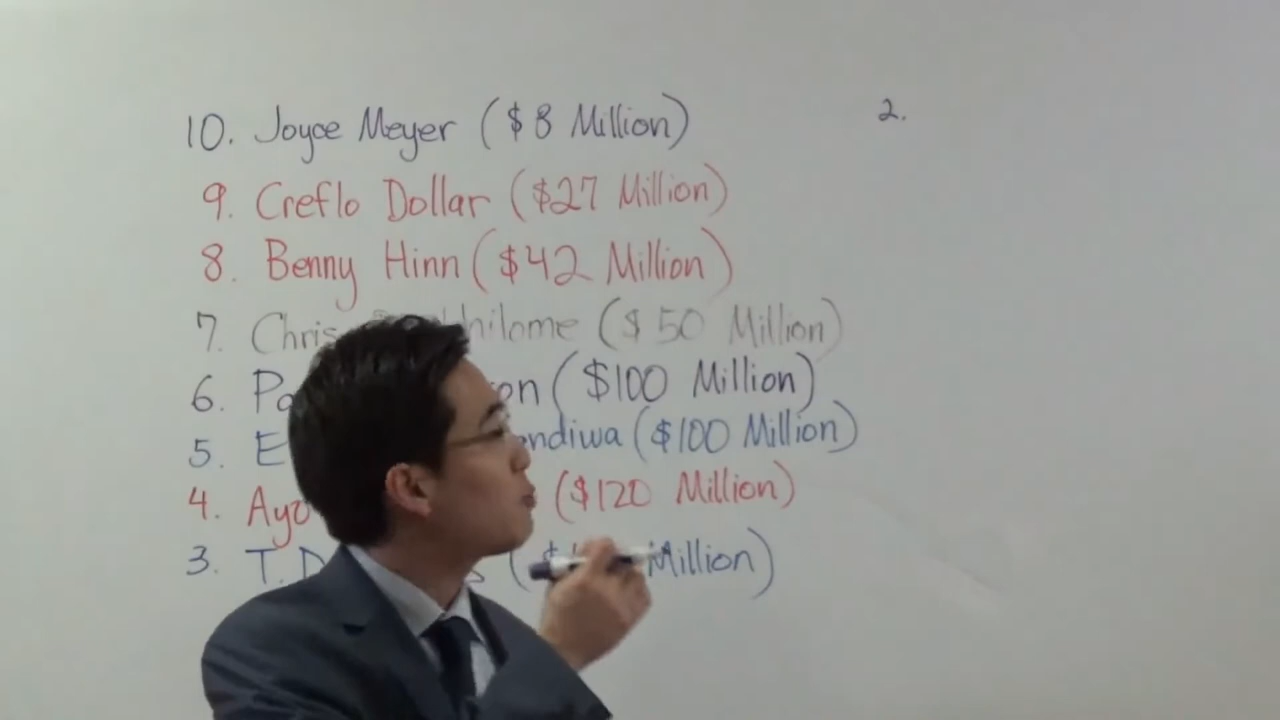 10. Joyce Meyer ($8 Million)
9. Creflo Dollar ($27 Million)
8. Benny Hinn ($42 Million)
7. Chris ($50 Million)
6. ($100 Million)
5. ($100 Million)
4. ($120 Million)
3. T.D Million)
2.